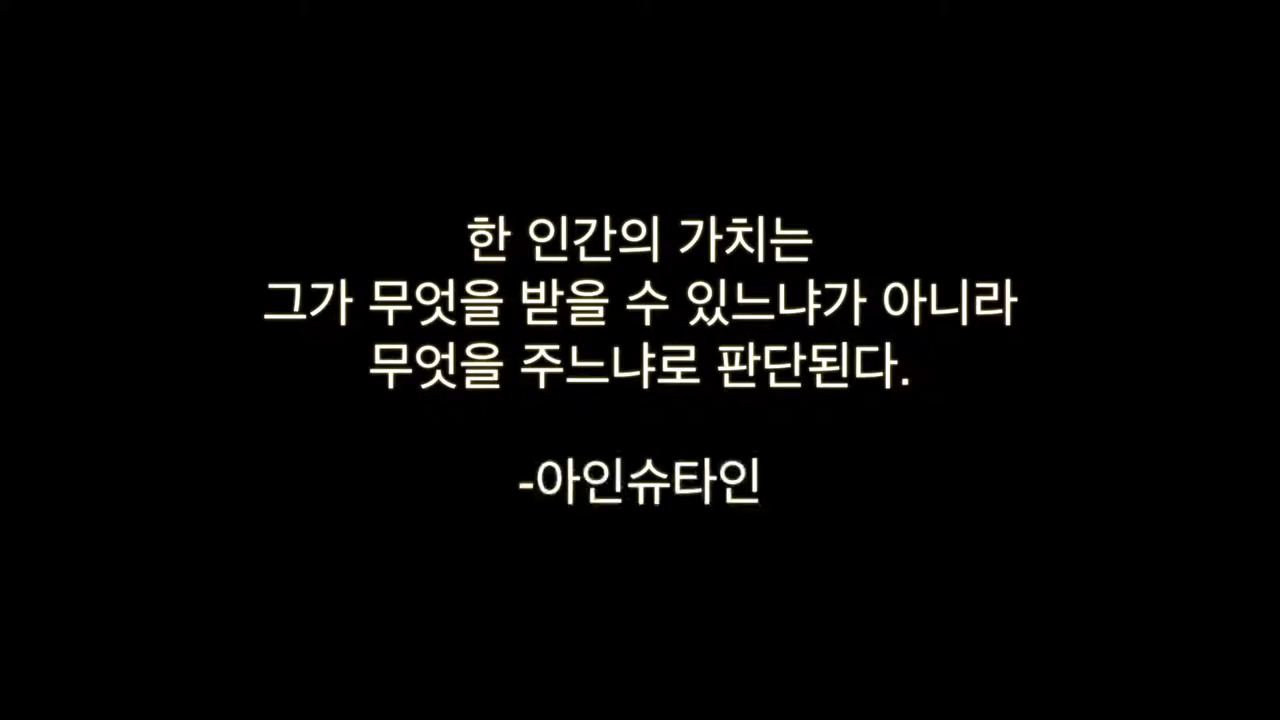 한 인간의 가치는
그가 무엇을 받을 수 있느냐가 아니라
무엇을 주느냐로 판단된다.
-아인슈타인